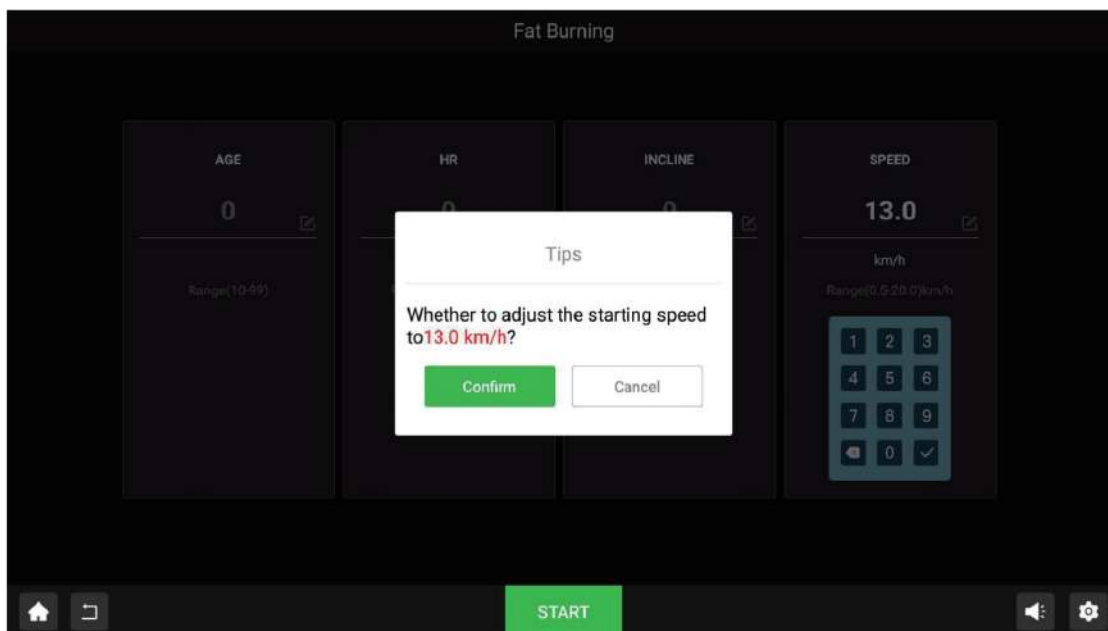 Fat Burning
AGE
HR
INCLINE
SPEED
0
0
0
13.0
km/h
Range(10-99)
Range(0.5-20.0)km/h
Tips
Whether to adjust the starting speed
to13.0 km/h?
Confirm
Cancel
1 2 3
4 5 6
7 8 9
0
START